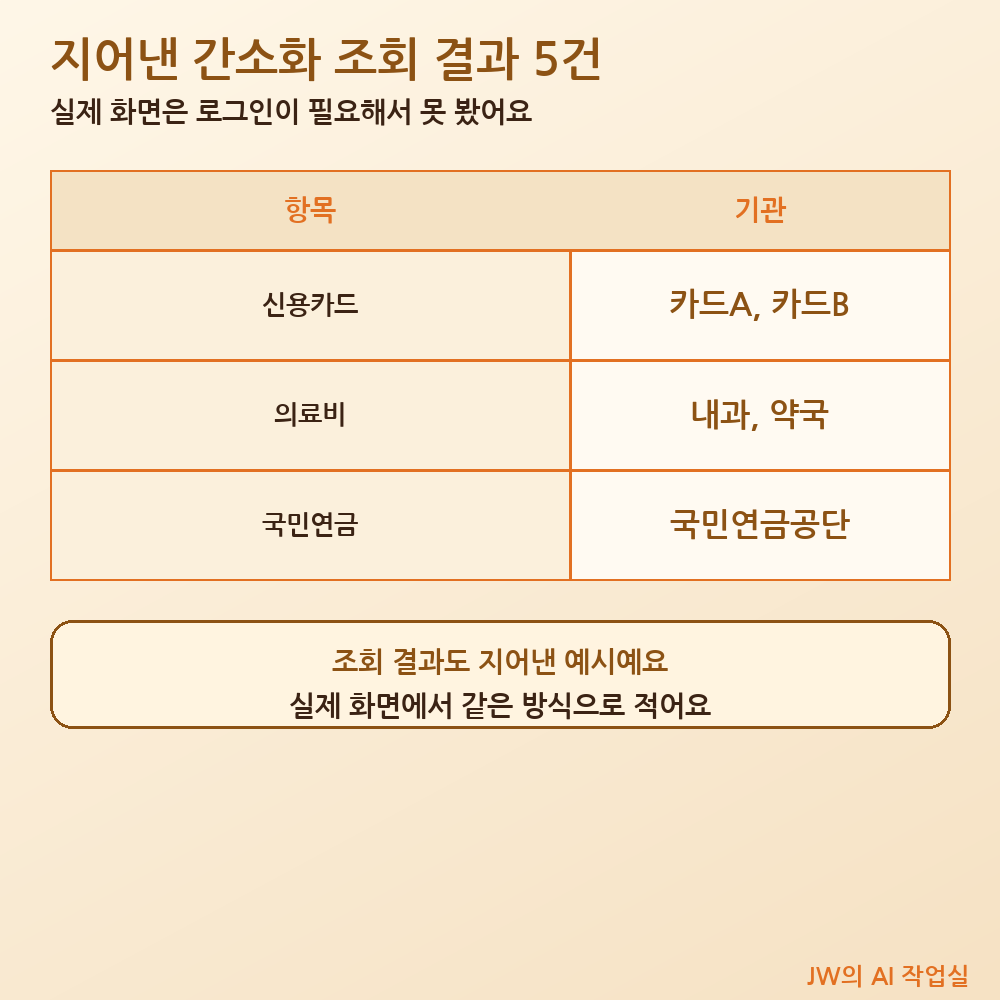 지어낸 간소화 조회 결과 5건
실제 화면은 로그인이 필요해서 못 봤어요
항목 기관
신용카드 카드A, 카드B
의료비 내과, 약국
국민연금 국민연금공단
조회 결과도 지어낸 예시예요
실제 화면에서 같은 방식으로 적어요
JW의 AI 작업실